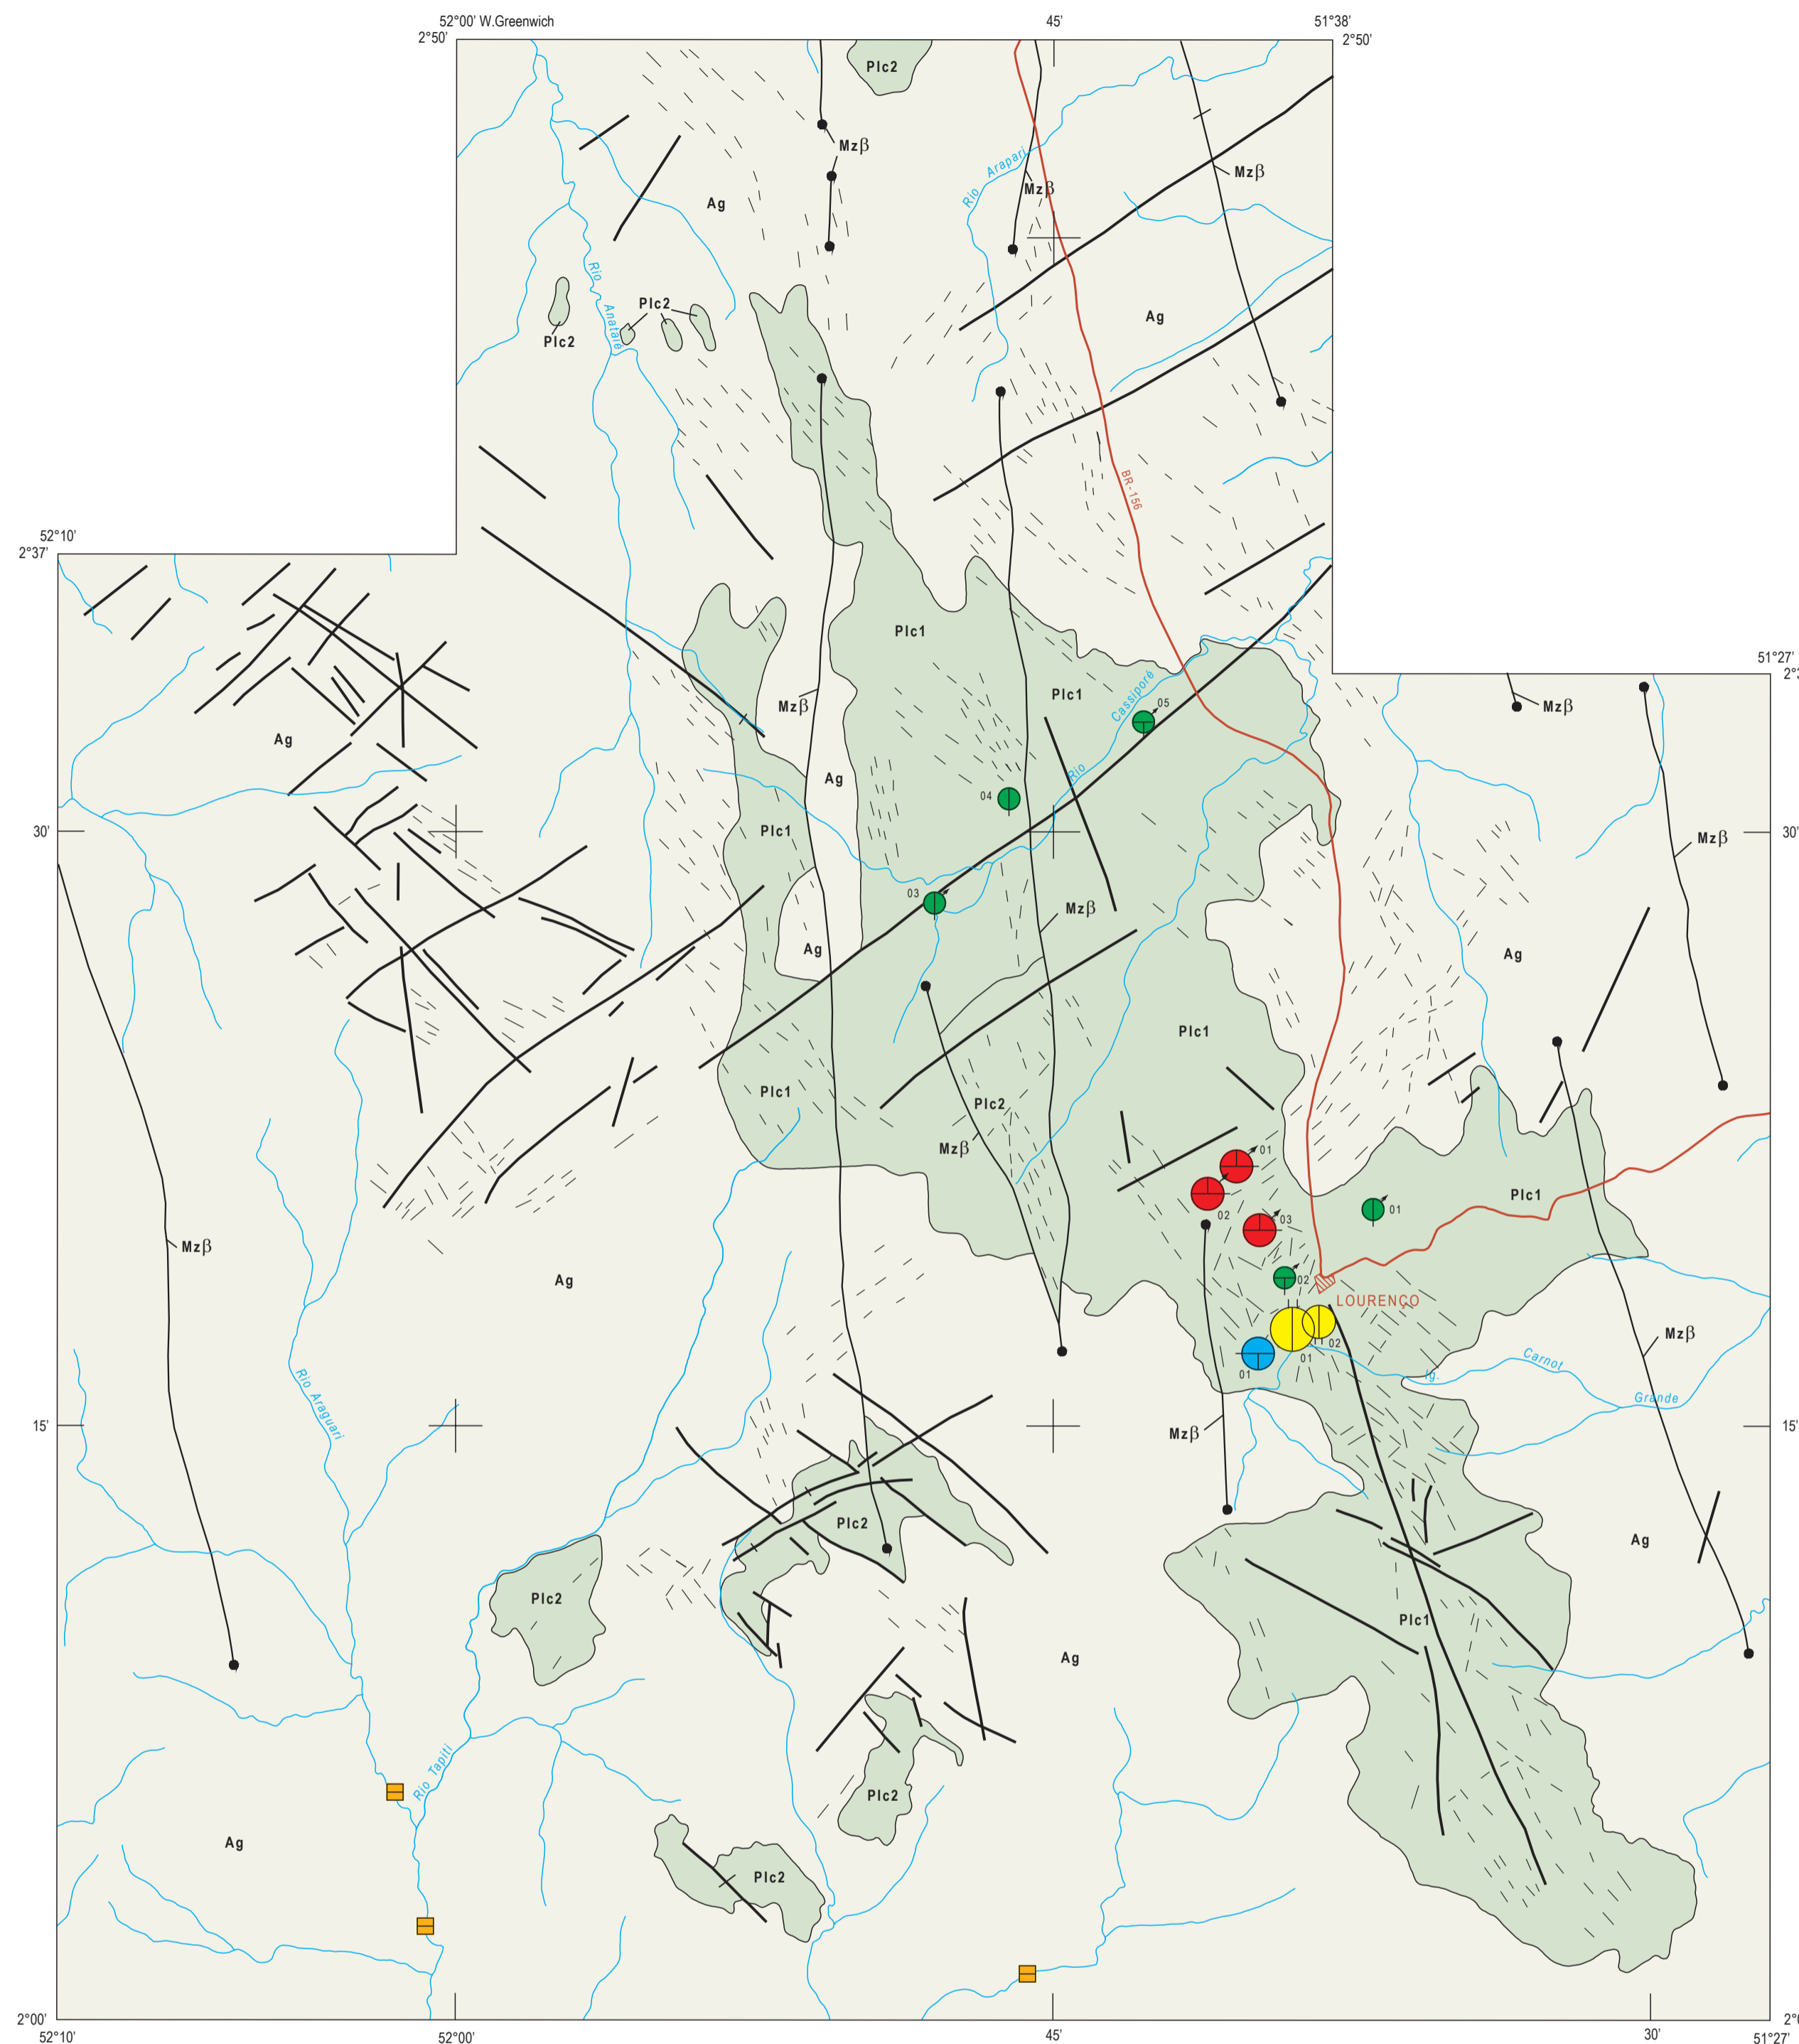 52°00' W.Greenwich
45'
51°38'
2°50'
2°50'
Plc2
Mzβ
Mzβ
Mzβ
Rio Arapari
Ag
Rio Anafale
Plc2
Plc2
Ag
BR-156
52°10'
2°37'
Plc1
51°27'
Plc1
Mzβ
Mzβ
Cassiporé
05
Ag
Ag
Rio
04
30'
Plc1
Mzβ
30'
03
Mzβ
Ag
Ag
Plc1
Plc1
Plc2
Mzβ
01
02
Plc1
01
03
Mzβ
Ag
02
LOURENÇO
01
02
01
Mzβ
Ig.
Carnot
Grande
Rio Araguari
15'
Mzβ
15'
Plc2
Ag
Plc2
Plc1
Ag
Rio Tapiti
Plc2
Ag
Plc2
2°00'
52°10'
52°00'
45'
30'
51°27'